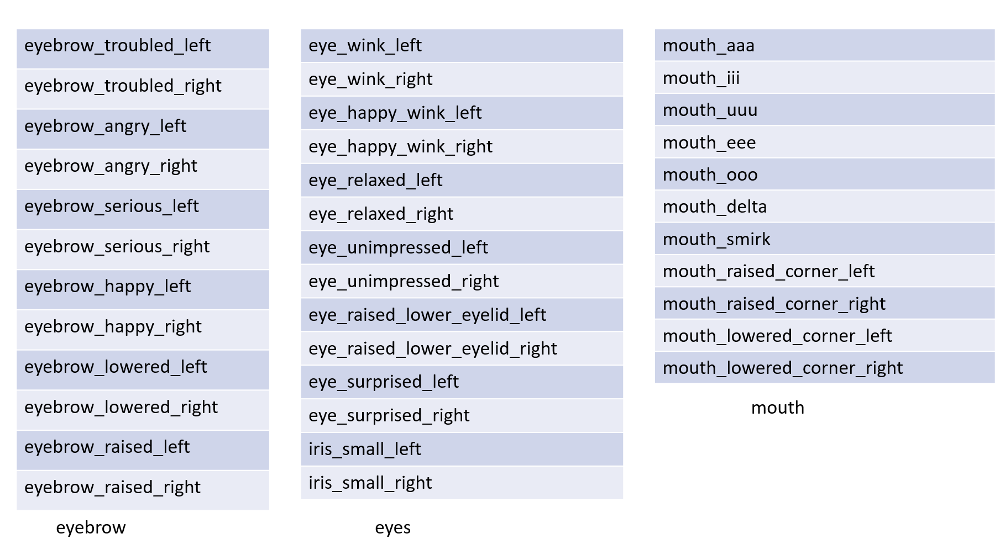 eyebrow_troubled_left
eyebrow_troubled_right
eyebrow_angry_left
eyebrow_angry_right
eyebrow_serious_left
eyebrow_serious_right
eyebrow_happy_left
eyebrow_happy_right
eyebrow_lowered_left
eyebrow_lowered_right
eyebrow_raised_left
eyebrow_raised_right
eyebrow
eye_wink_left
eye_wink_right
eye_happy_wink_left
eye_happy_wink_right
eye_relaxed_left
eye_relaxed_right
eye_unimpressed_left
eye_unimpressed_right
eye_raised_lower_eyelid_left
eye_raised_lower_eyelid_right
eye_surprised_left
eye_surprised_right
iris_small_left
iris_small_right
eyes
mouth_aaa
mouth_iii
mouth_uuu
mouth_eee
mouth_ooo
mouth_delta
mouth_smirk
mouth_raised_corner_left
mouth_raised_corner_right
mouth_lowered_corner_left
mouth_lowered_corner_right
mouth